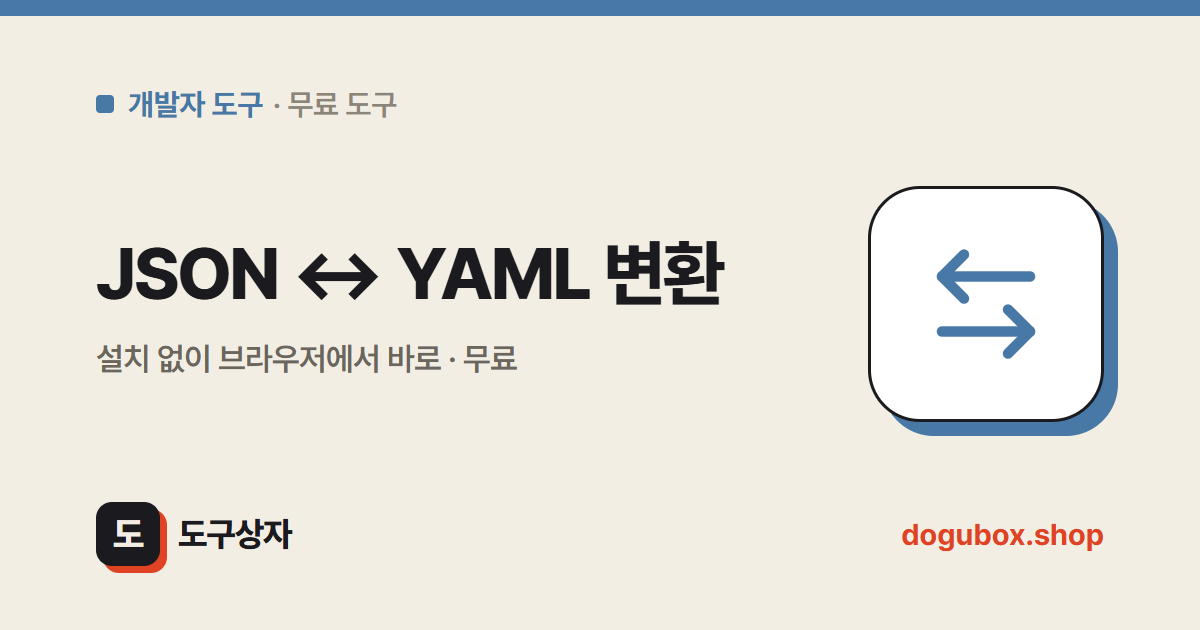 개발자 도구 · 무료 도구
JSON ↔ YAML 변환
설치 없이 브라우저에서 바로 · 무료
도 도구상자
dogubox.shop